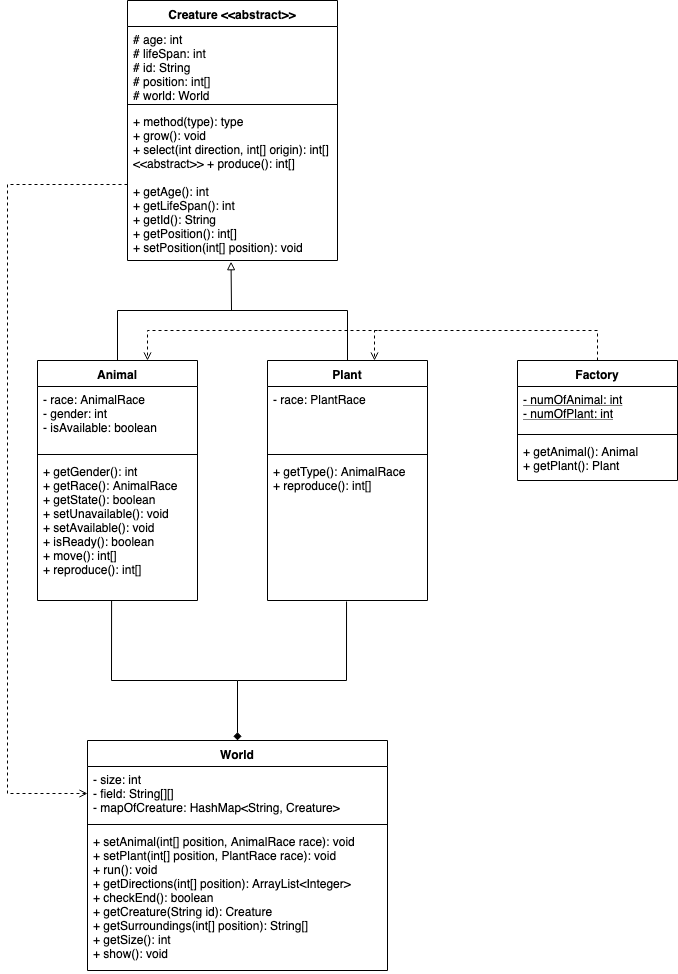 Creature <<abstract>>
# age: int
# lifeSpan: int
# id: String
# position: int[]
# world: World
+ method(type): type
+ grow(): void
+ select(int direction, int[] origin): int[]
<<abstract>> + produce(): int[]
+ getAge(): int
+ getLifeSpan(): int
+ getId(): String
+ getPosition(): int[]
+ setPosition(int[] position): void
Animal
- race: AnimalRace
- gender: int
- isAvailable: boolean
+ getGender(): int
+ getRace(): AnimalRace
+ getState(): boolean
+ setUnavailable(): void
+ setAvailable(): void
+ isReady(): boolean
+ move(): int[]
+ reproduce(): int[]
Plant
- race: PlantRace
+ getType(): AnimalRace
+ reproduce(): int[]
Factory
- numOfAnimal: int
- numOfPlant: int
+ getAnimal(): Animal
+ getPlant(): Plant
World
- size: int
- field: String[][]
- mapOfCreature: HashMap<String, Creature>
+ setAnimal(int[] position, AnimalRace race): void
+ setPlant(int[] position, PlantRace race): void
+ run(): void
+ getDirections(int[] position): ArrayList<Integer>
+ checkEnd(): boolean
+ getCreature(String id): Creature
+ getSurroundings(int[] position): String[]
+ getSize(): int
+ show(): void